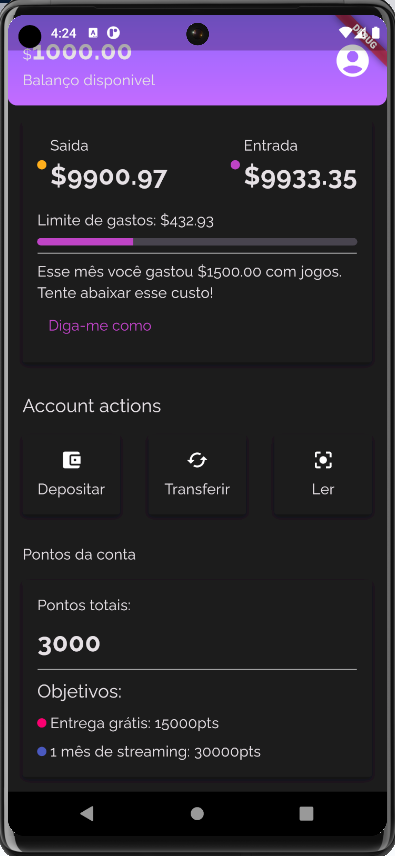 4:24
DEBUG
$1000.00
Balanço disponivel
Saida
Entrada
$9900.97
$9933.35
Limite de gastos: $432.93
Esse mês você gastou $1500.00 com jogos.
Tente abaixar esse custo!
Diga-me como
Account actions
Depositar
Transferir
Ler
Pontos da conta
Pontos totais:
3000
Objetivos:
Entrega grátis: 15000pts
1 mês de streaming: 30000pts